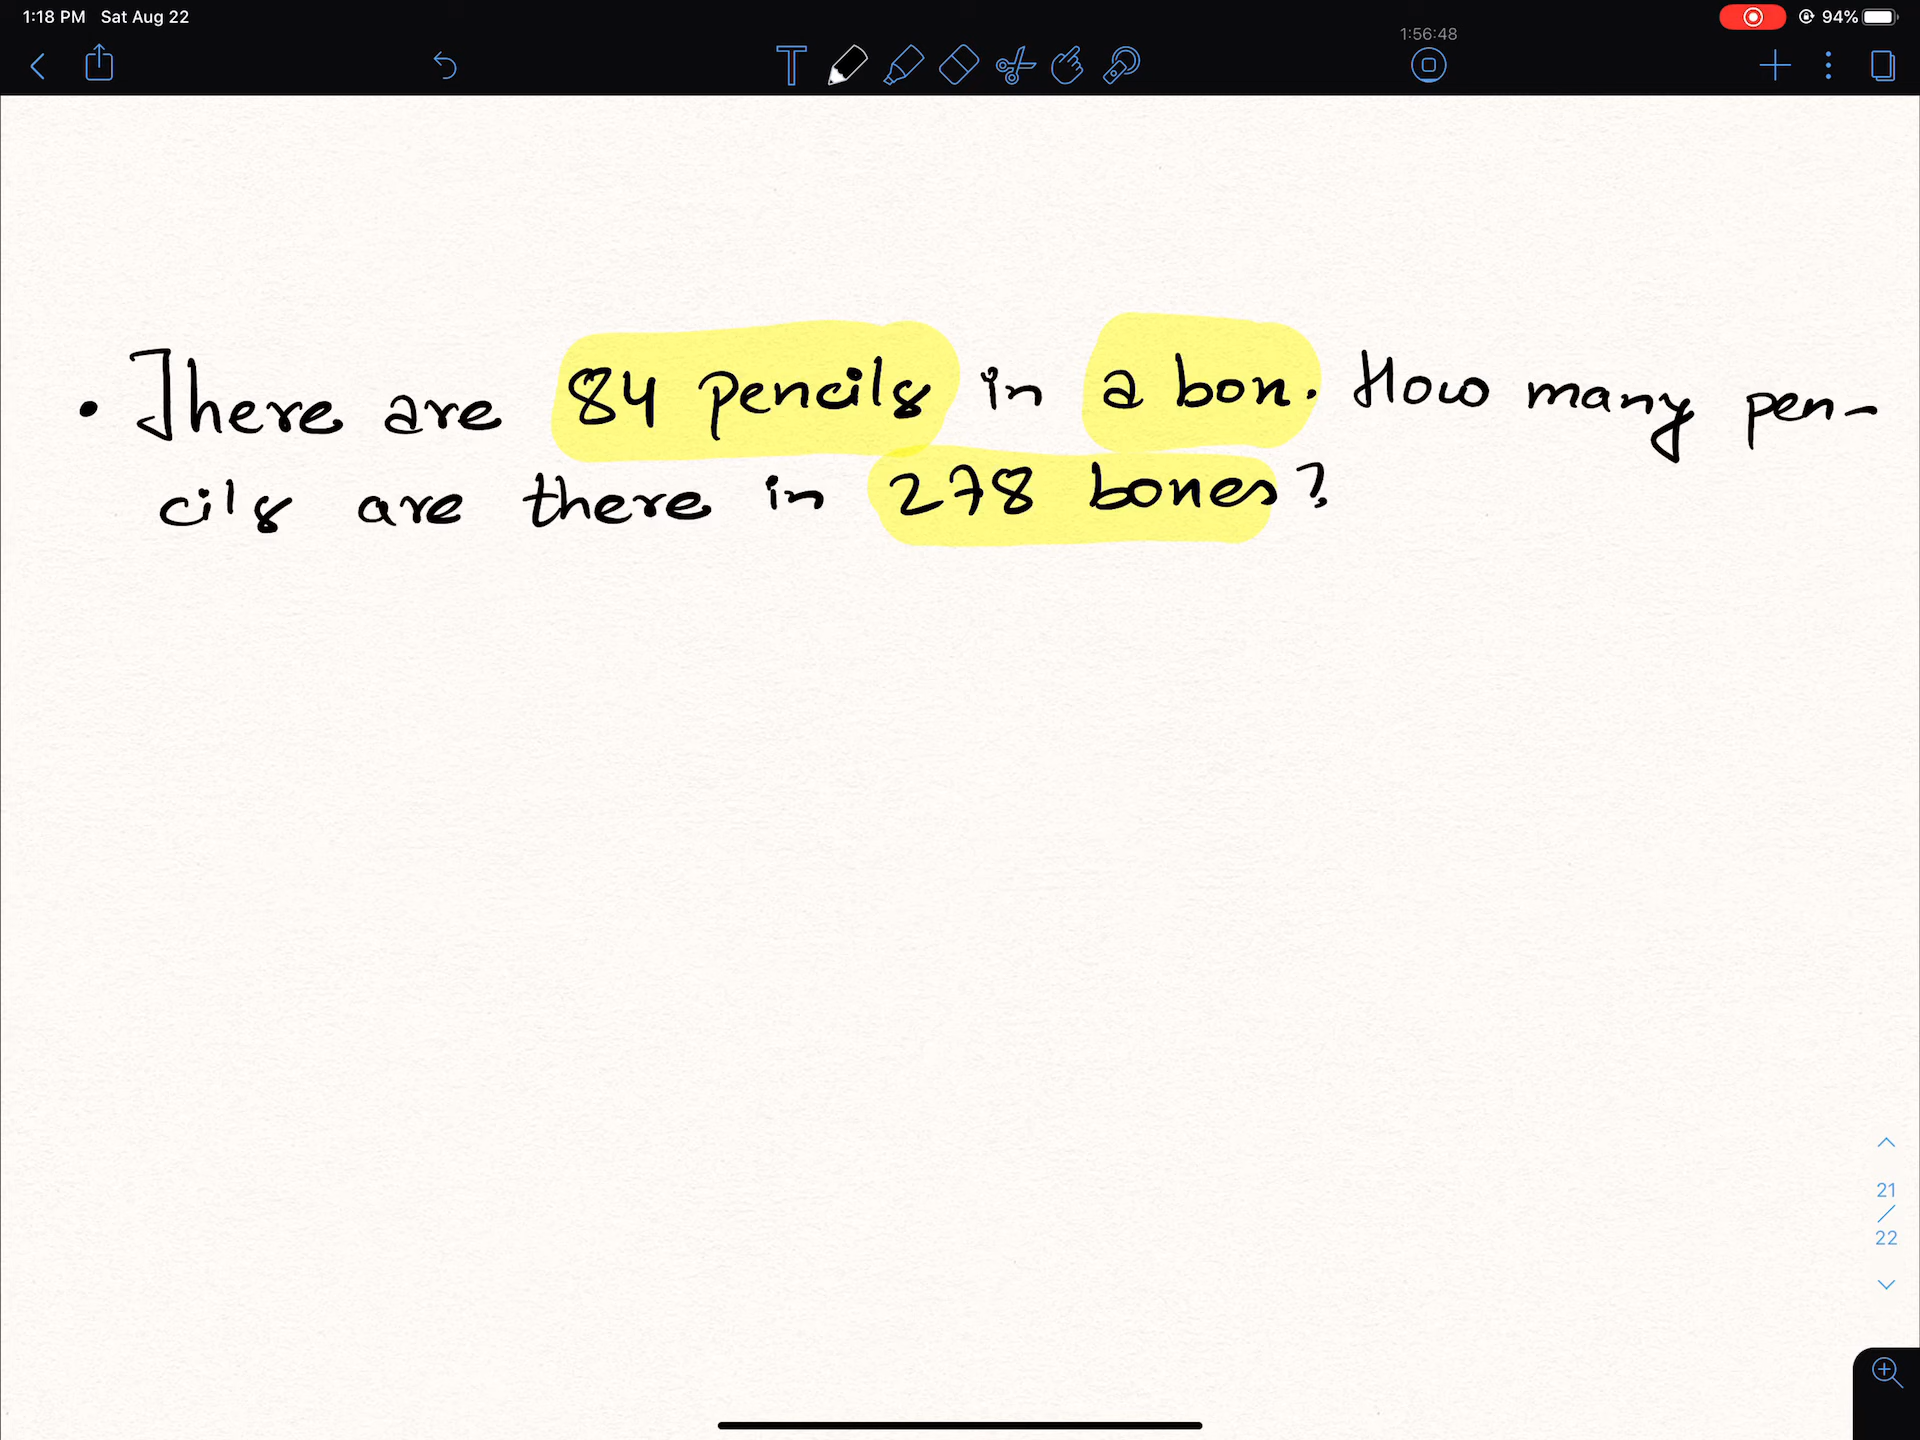 1:18 PM Sat Aug 22
94%
1:56:48
• There are 84 pencils in a box. How many pen-
cils are there in 278 boxes?
21
/
22